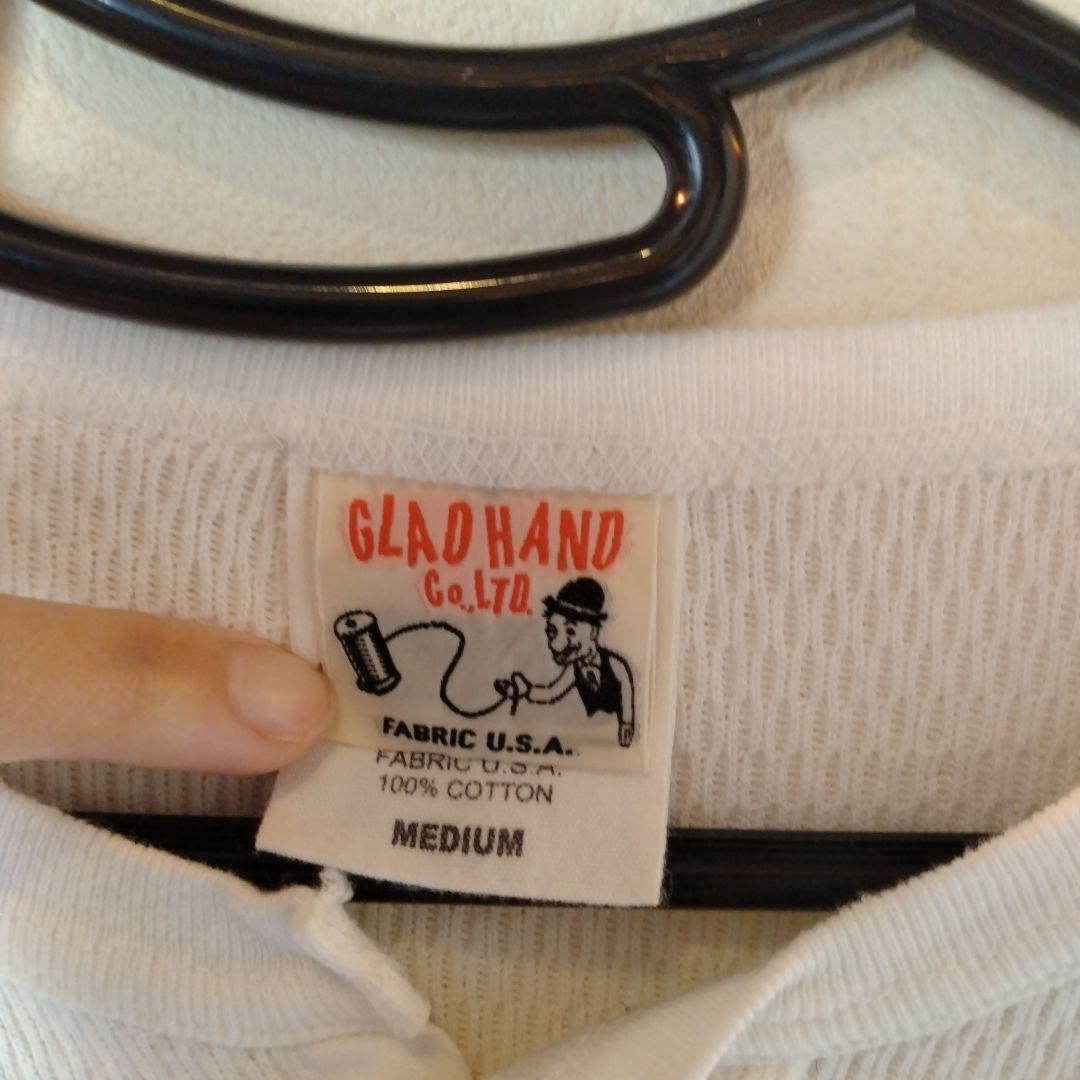 GLAD HAND
Co.,LTD.
FABRIC U.S.A.
FABRIC U.S.A.
100% COTTON
MEDIUM